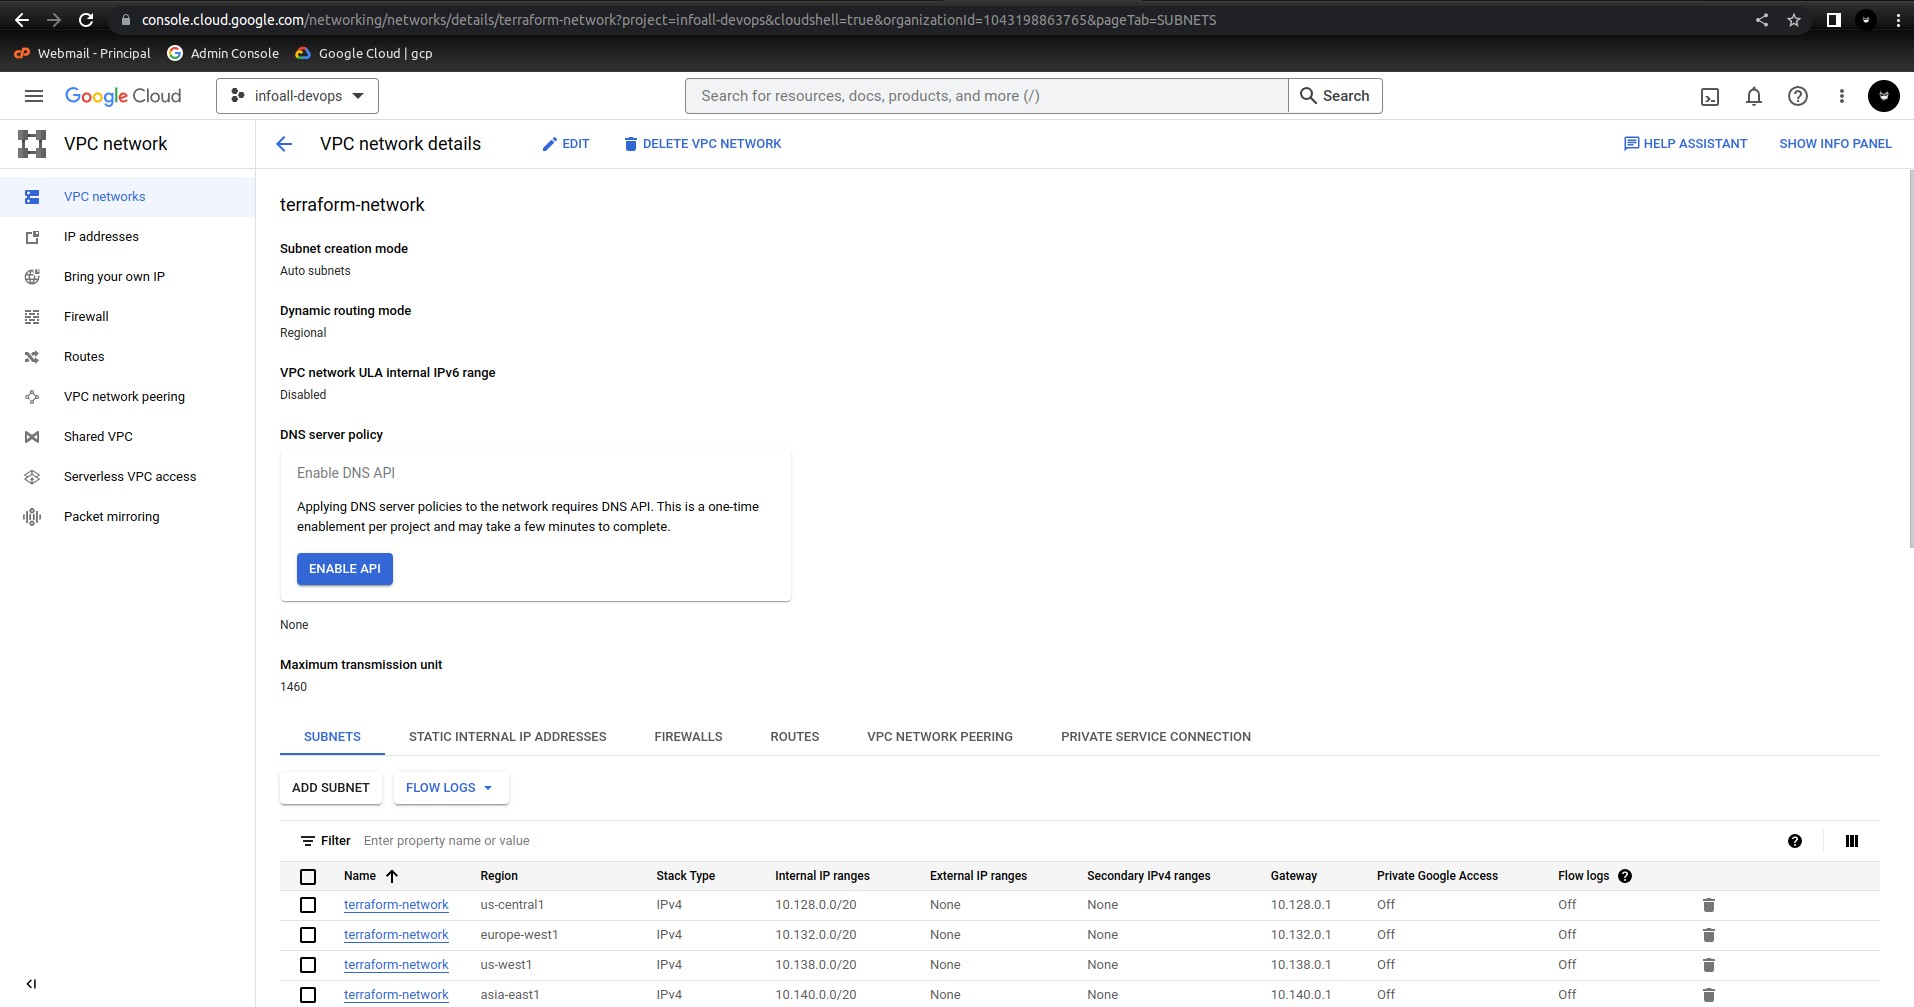 console.cloud.google.com/networking/networks/details/terraform-network?project=infoall-devops&cloudshell=true&organizationId=1043198863765&pageTab=SUBNETS
Webmail - Principal Admin Console Google Cloud | gcp
Google Cloud infoall-devops Search for resources, docs, products, and more (/) Search
VPC network VPC network details EDIT DELETE VPC NETWORK HELP ASSISTANT SHOW INFO PANEL
VPC networks
IP addresses
Bring your own IP
Firewall
Routes
VPC network peering
Shared VPC
Serverless VPC access
Packet mirroring
terraform-network
Subnet creation mode
Auto subnets
Dynamic routing mode
Regional
VPC network ULA internal IPv6 range
Disabled
DNS server policy
Enable DNS API
Applying DNS server policies to the network requires DNS API. This is a one-time
enablement per project and may take a few minutes to complete.
ENABLE API
None
Maximum transmission unit
1460
SUBNETS STATIC INTERNAL IP ADDRESSES FIREWALLS ROUTES VPC NETWORK PEERING PRIVATE SERVICE CONNECTION
ADD SUBNET FLOW LOGS
Filter Enter property name or value
Name Region Stack Type Internal IP ranges External IP ranges Secondary IPv4 ranges Gateway Private Google Access Flow logs
terraform-network us-central1 IPv4 10.128.0.0/20 None None 10.128.0.1 Off Off
terraform-network europe-west1 IPv4 10.132.0.0/20 None None 10.132.0.1 Off Off
terraform-network us-west1 IPv4 10.138.0.0/20 None None 10.138.0.1 Off Off
terraform-network asia-east1 IPv4 10.140.0.0/20 None None 10.140.0.1 Off Off